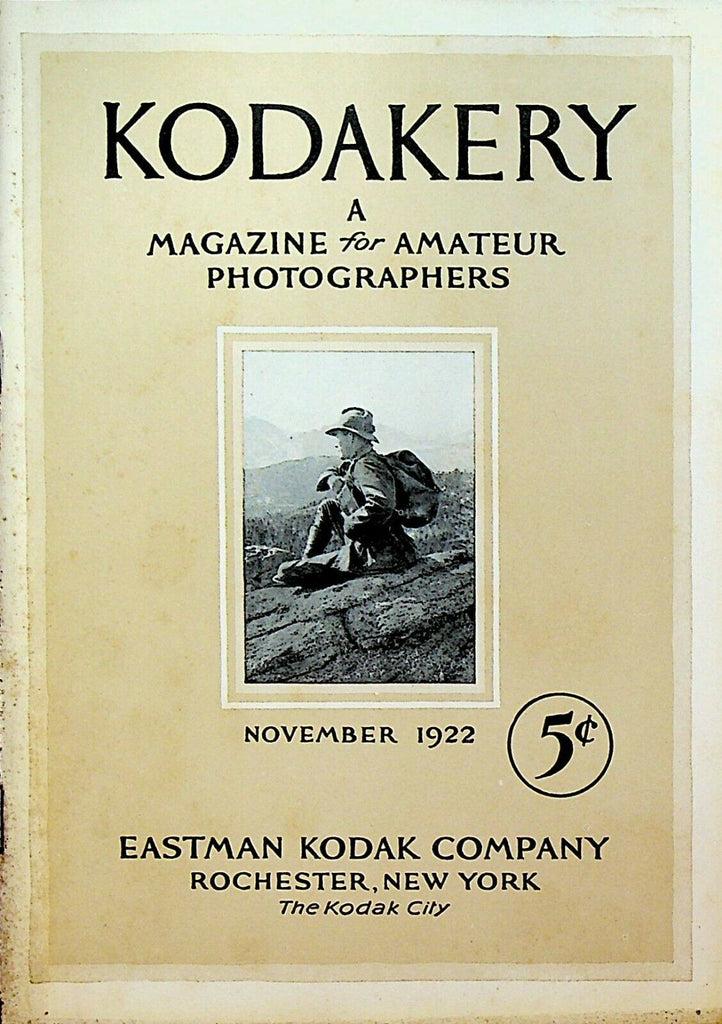 KODAKERY
A
MAGAZINE for AMATEUR
PHOTOGRAPHERS
NOVEMBER 1922
5¢
EASTMAN KODAK COMPANY
ROCHESTER, NEW YORK
The Kodak City